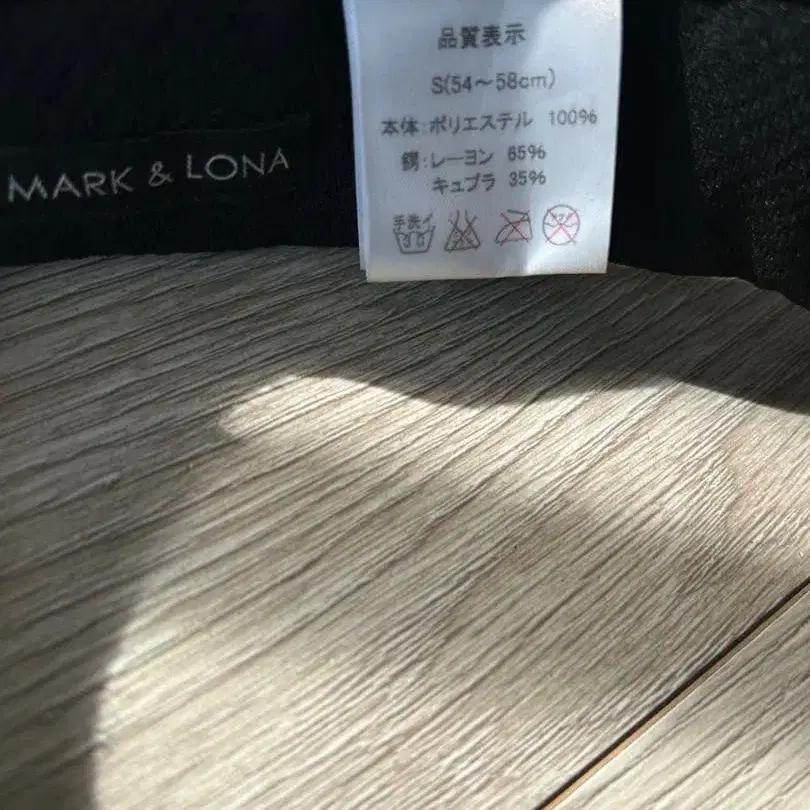 品質表示
S(54～58cm)
本体:ポリエステル 100%
鍔:レーヨン 65%
キュプラ 35%
手洗イ
MARK & LONA